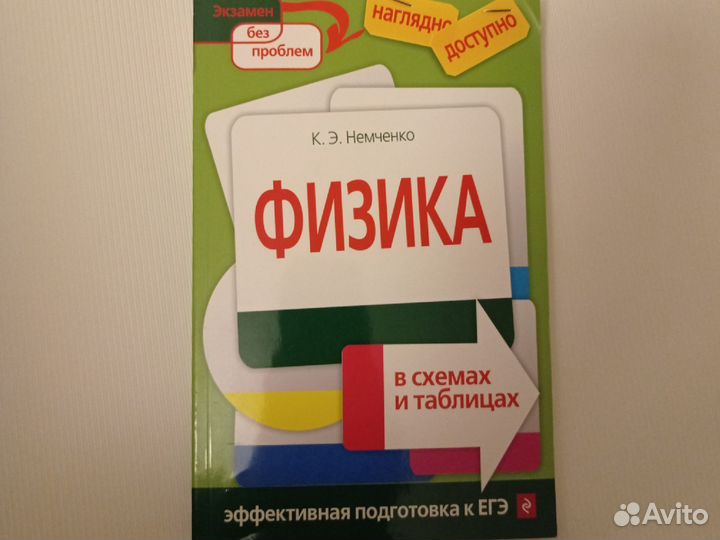 Экзамен
без
проблем
наглядно
доступно
К. Э. Немченко
ФИЗИКА
в схемах
и таблицах
эффективная подготовка к ЕГЭ
Avito